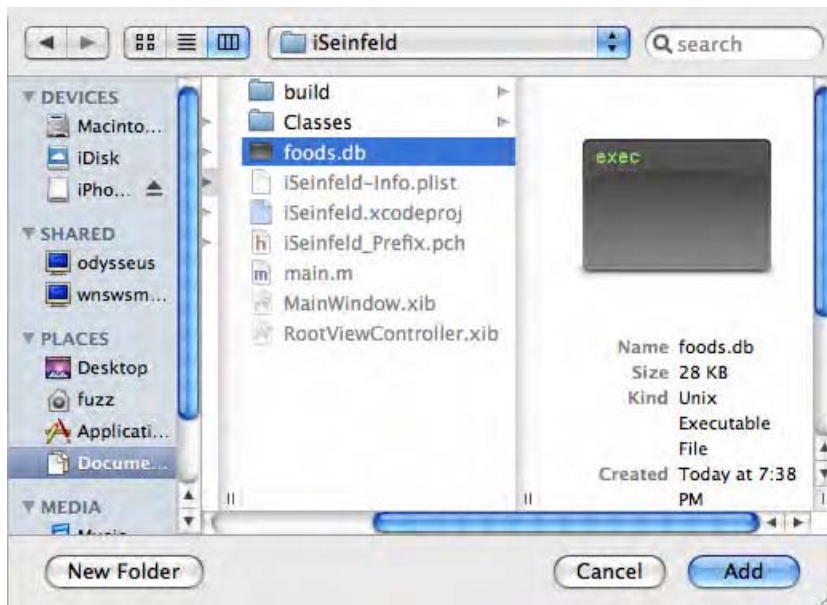 iSeinfeld
search
DEVICES
Macinto...
iDisk
iPho...
SHARED
odysseus
wnswsm...
PLACES
Desktop
fuzz
Applicati...
Docume...
MEDIA
build
Classes
foods.db
iSeinfeld-Info.plist
iSeinfeld.xcodeproj
iSeinfeld_Prefix.pch
main.m
MainWindow.xib
RootViewController.xib
exec
Name foods.db
Size 28 KB
Kind Unix
Executable
File
Created Today at 7:38
PM
New Folder
Cancel
Add